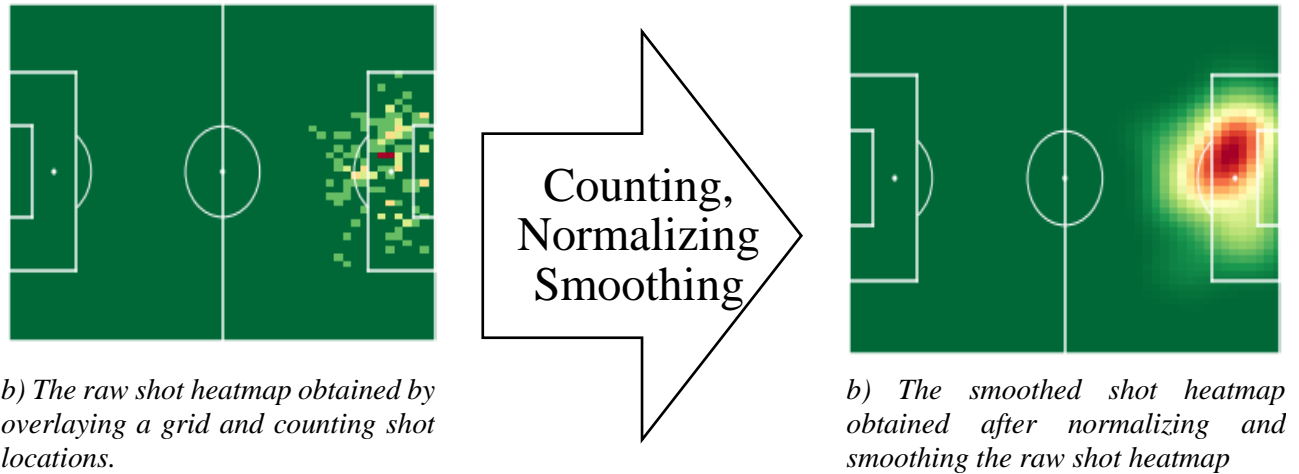 Counting,
Normalizing
Smoothing
b) The raw shot heatmap obtained by
overlaying a grid and counting shot
locations.
b) The smoothed shot heatmap
obtained after normalizing and
smoothing the raw shot heatmap